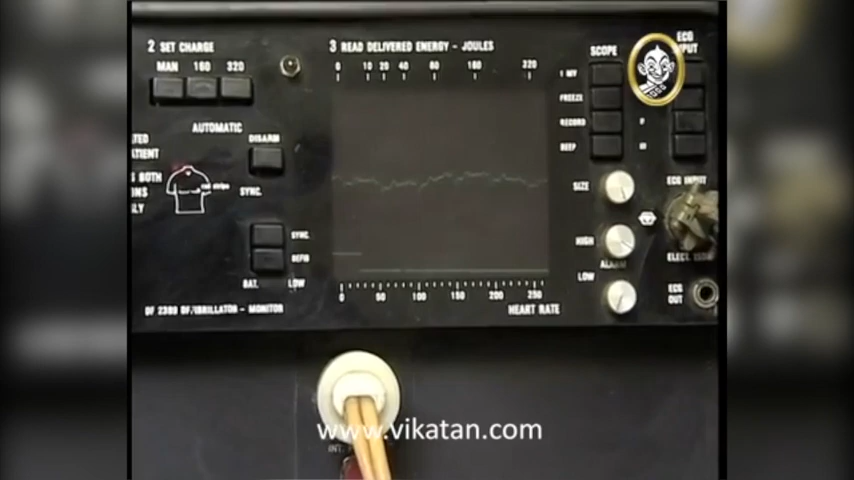 2 SET CHARGE
MAN 160 320
AUTOMATIC
DISARM
SYNC.
SYNC.
DEFIB
BAT. LOW
DF 2389 DEFIBRILLATOR - MONITOR
3 READ DELIVERED ENERGY - JOULES
0 10 20 40 80 160 320
0 50 100 150 200 250
HEART RATE
SCOPE
1 MV
FREEZE
RECORD
BEEP
SIZE
HIGH
ALARM
LOW
ECG INPUT
II
III
ECG INPUT
ECG OUT
www.vikatan.com